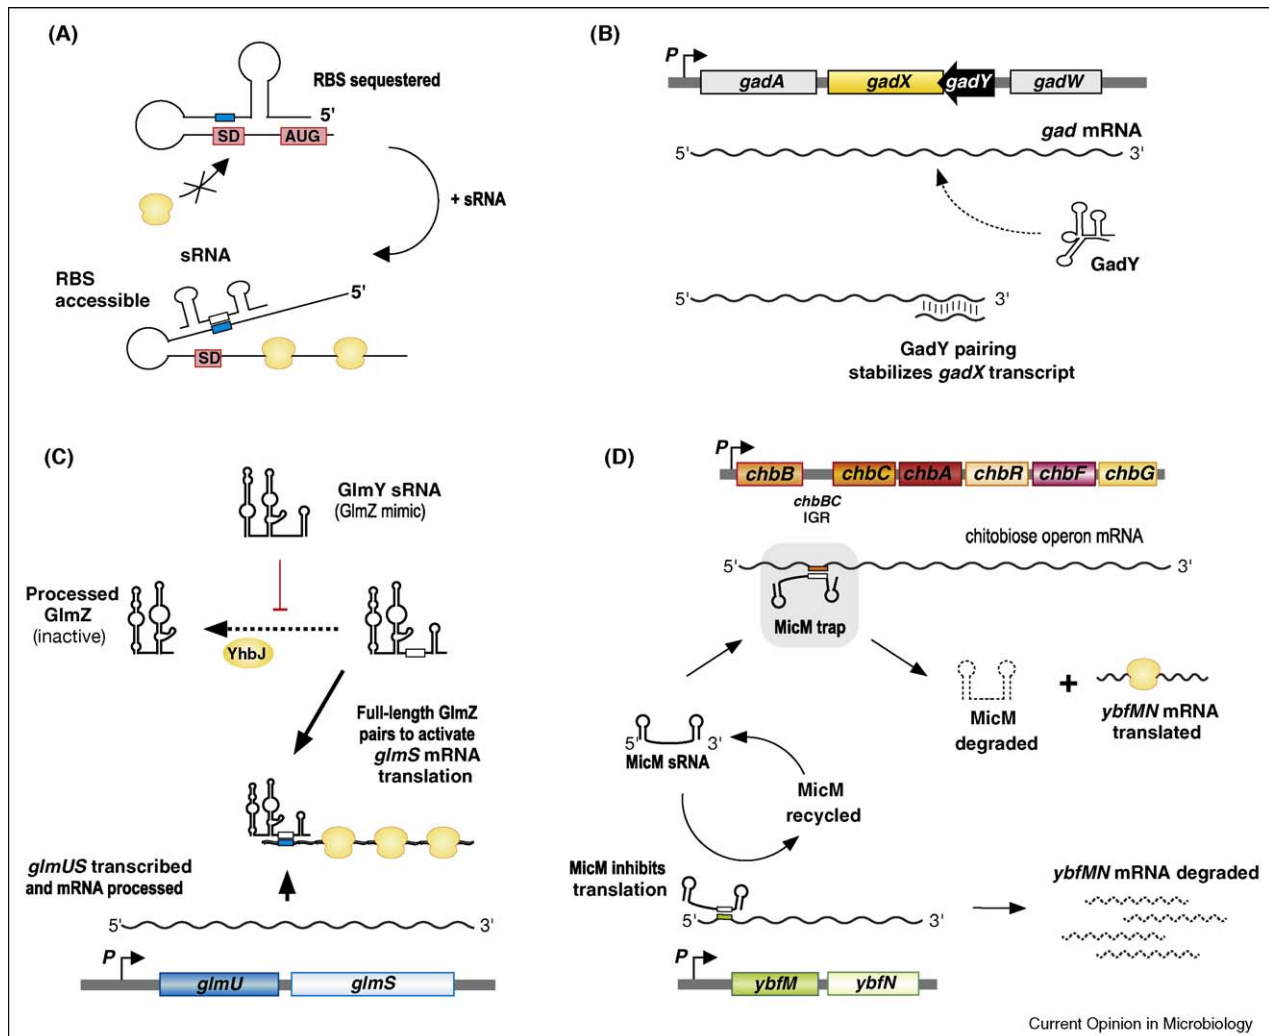 (A)
RBS sequestered
5'
SD
AUG
+ sRNA
sRNA
RBS
accessible
5'
SD
(B)
P
gadA
gadX
gadY
gadW
gad mRNA
5'
3'
GadY
5'
3'
GadY pairing
stabilizes gadX transcript
(C)
GlmY sRNA
(GlmZ mimic)
Processed
GlmZ
(inactive)
YhbJ
Full-length GlmZ
pairs to activate
glmS mRNA
translation
glmUS transcribed
and mRNA processed
5'
3'
P
glmU
glmS
(D)
P
chbB
chbC
chbA
chbR
chbF
chbG
chbBC
IGR
chitobiose operon mRNA
5'
3'
MicM trap
MicM
degraded
+
ybfMN mRNA
translated
5'
3'
MicM sRNA
MicM
recycled
MicM inhibits
translation
5'
3'
ybfMN mRNA degraded
P
ybfM
ybfN
Current Opinion in Microbiology